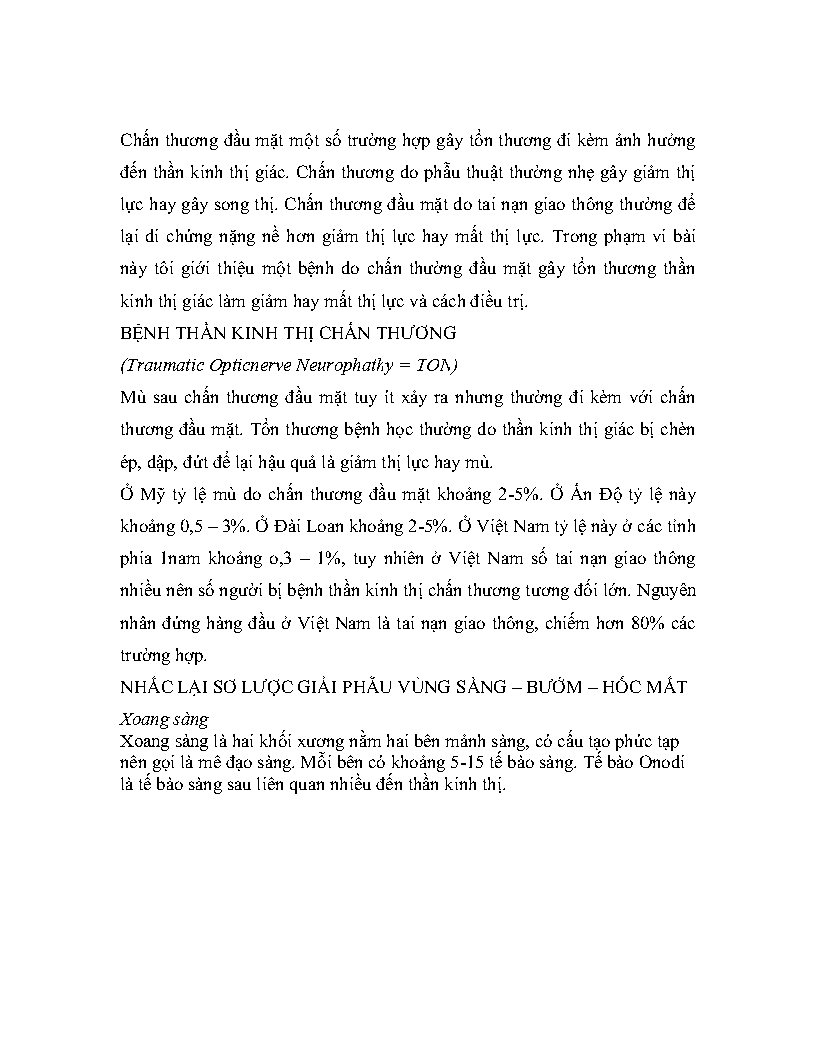 Chấn thương đầu mặt một số trường hợp gây tổn thương đi kèm ảnh hưởng
đến thần kinh thị giác. Chấn thương do phẫu thuật thường nhẹ gây giảm thị
lực hay gây song thị. Chấn thương đầu mặt do tai nạn giao thông thường để
lại di chứng nặng nề hơn giảm thị lực hay mất thị lực. Trong phạm vi bài
này tôi giới thiệu một bệnh do chấn thường đầu mặt gây tổn thương thần
kinh thị giác làm giảm hay mất thị lực và cách điều trị.
BỆNH THẦN KINH THỊ CHẤN THƯƠNG
(Traumatic Opticnerve Neurophathy = TON)
Mù sau chấn thương đầu mặt tuy ít xảy ra nhưng thường đi kèm với chấn
thương đầu mặt. Tổn thương bệnh học thường do thần kinh thị giác bị chèn
ép, dập, đứt để lại hậu quả là giảm thị lực hay mù.
Ở Mỹ tỷ lệ mù do chấn thương đầu mặt khoảng 2-5%. Ở Ấn Độ tỷ lệ này
khoảng 0,5 – 3%. Ở Đài Loan khoảng 2-5%. Ở Việt Nam tỷ lệ này ở các tỉnh
phía 1nam khoảng o,3 – 1%, tuy nhiên ở Việt Nam số tai nạn giao thông
nhiều nên số người bị bệnh thần kinh thị chấn thương tương đối lớn. Nguyên
nhân đứng hàng đầu ở Việt Nam là tai nạn giao thông, chiếm hơn 80% các
trường hợp.
NHẮC LẠI SƠ LƯỢC GIẢI PHẪU VÙNG SÀNG – BƯỚM – HỐC MẮT
Xoang sàng
Xoang sàng là hai khối xương nằm hai bên mảnh sàng, có cấu tạo phức tạp
nên gọi là mê đạo sàng. Mỗi bên có khoảng 5-15 tế bào sàng. Tế bào Onodi
là tế bào sàng sau liên quan nhiều đến thần kinh thị.